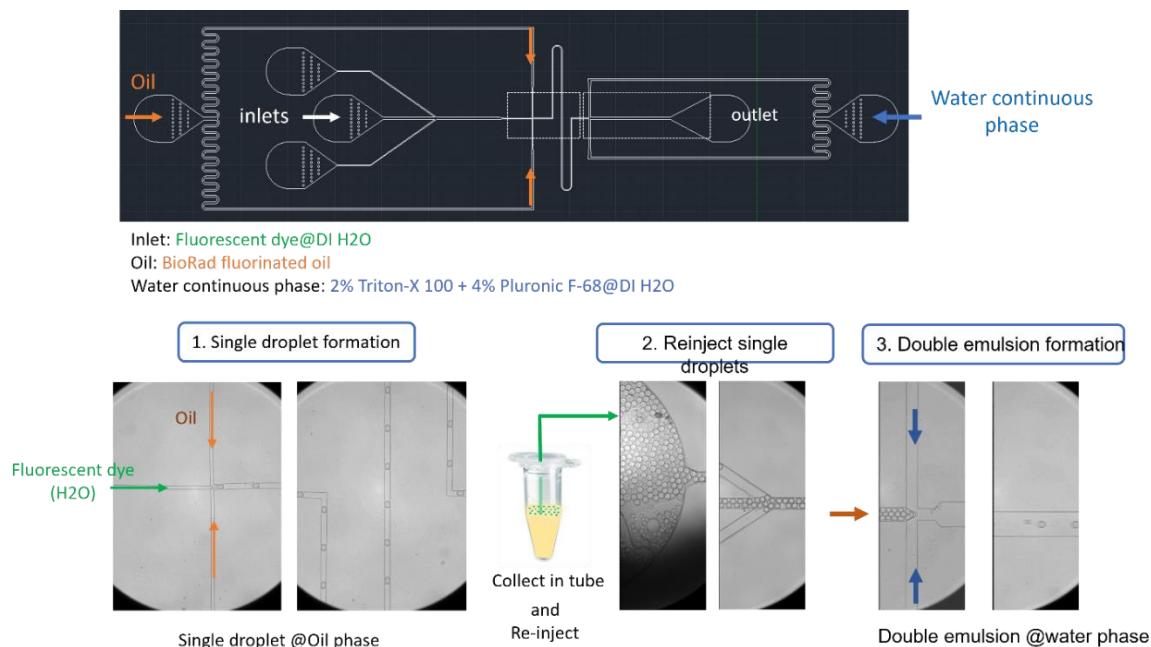 Oil
inlets
outlet
Water continuous
phase
Inlet: Fluorescent dye@DI H2O
Oil: BioRad fluorinated oil
Water continuous phase: 2% Triton-X 100 + 4% Pluronic F-68@DI H2O
1. Single droplet formation
2. Reinject single
droplets
3. Double emulsion formation
Oil
Fluorescent dye
(H2O)
Collect in tube
and
Re-inject
Single droplet @Oil phase
Double emulsion @water phase